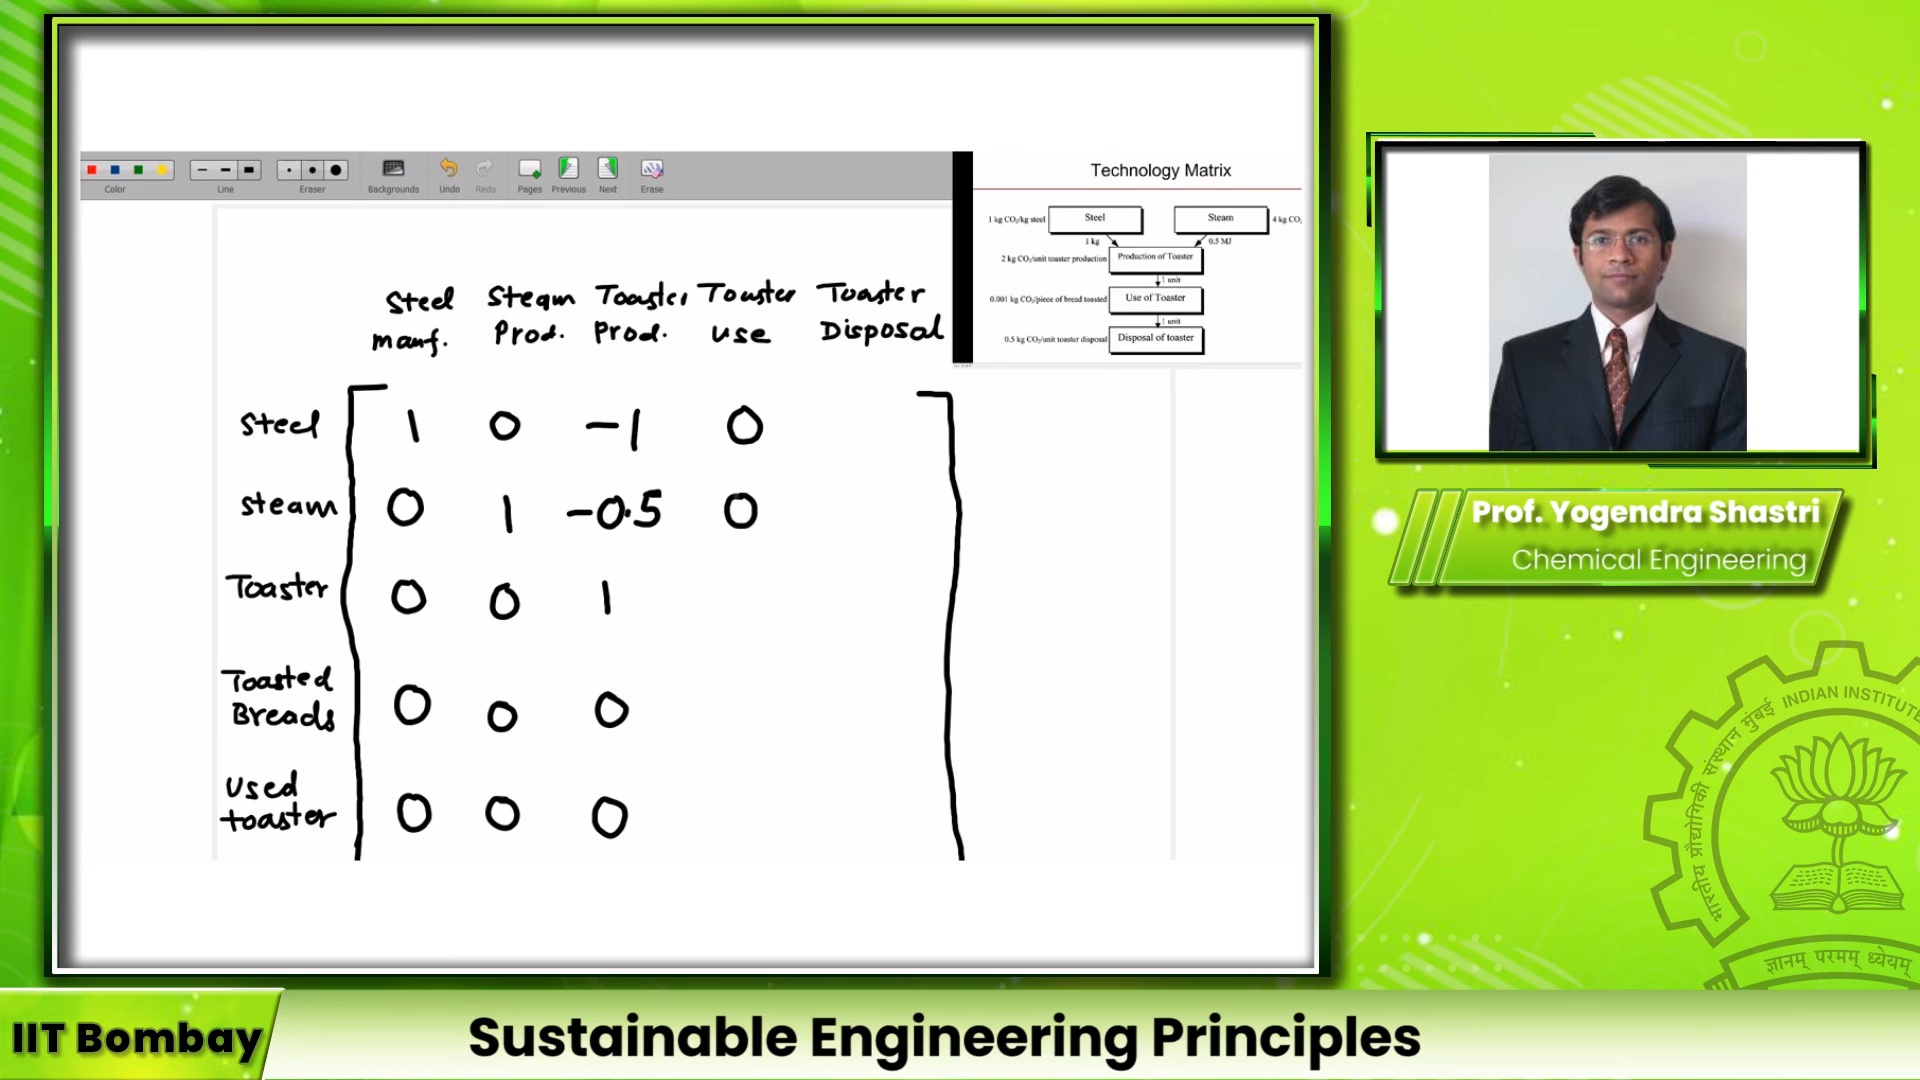 Color
Line
Eraser
Backgrounds
Undo
Redo
Pages
Previous
Next
Erase
Technology Matrix
1 kg CO₂/kg steel
Steel
Steam
4 kg CO₂
1 kg
0.5 MJ
2 kg CO₂/unit toaster production
Production of Toaster
1 unit
0.001 kg CO₂/piece of bread toasted
Use of Toaster
1 unit
0.5 kg CO₂/unit toaster disposal
Disposal of toaster
Steel Steam Toaster Toaster Toaster
manf. Prod. Prod. use Disposal
Steel 1 0 -1 0
Steam 0 1 -0.5 0
Toaster 0 0 1
Toasted
Breads 0 0 0
Used
toaster 0 0 0
Prof. Yogendra Shastri
Chemical Engineering
भारतीय प्रौद्योगिकी संस्थान मुंबई INDIAN INSTITUTE
ज्ञानम् परमम् ध्येयम्
IIT Bombay
Sustainable Engineering Principles